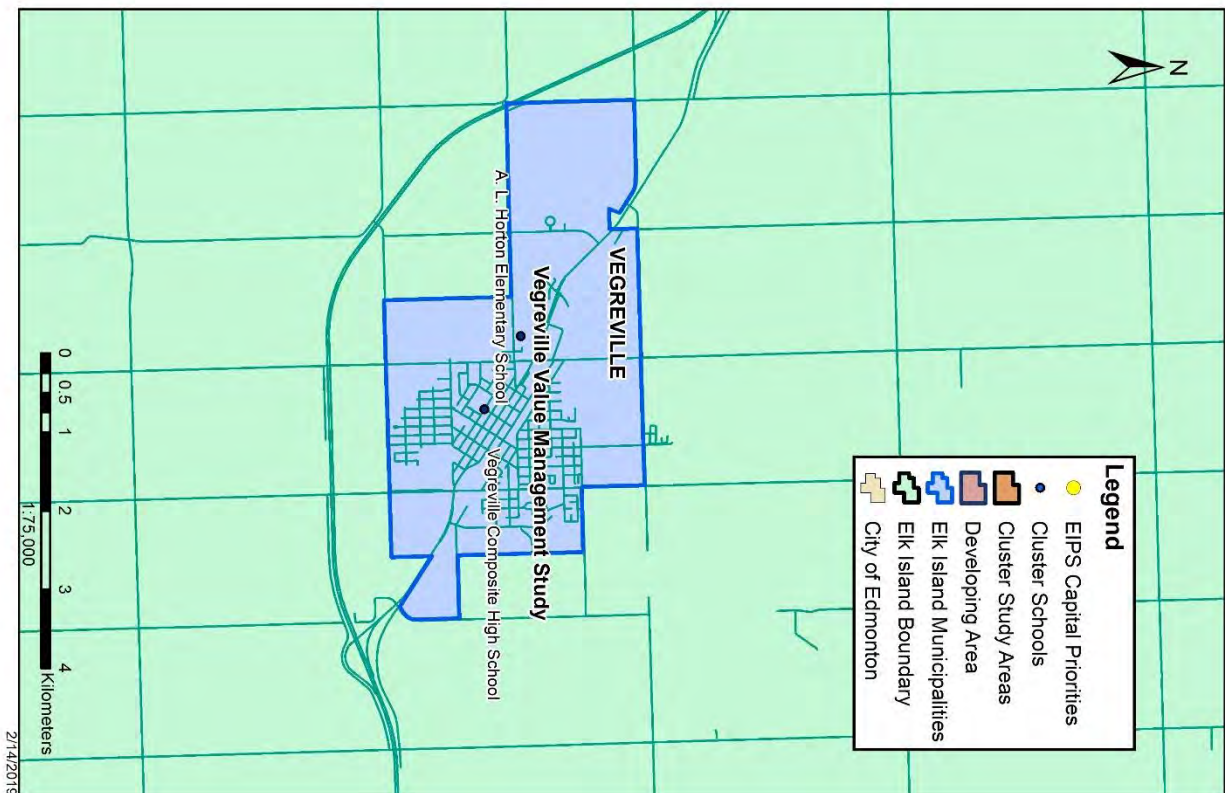 N
Legend
EIPS Capital Priorities
Cluster Schools
Cluster Study Areas
Developing Area
Elk Island Municipalities
Elk Island Boundary
City of Edmonton
VEGREVILLE
Vegreville Value Management Study
A. L. Horton Elementary School
Vegreville Composite High School
0 0.5 1 2 3 4
Kilometers
1:75,000
2/14/2019